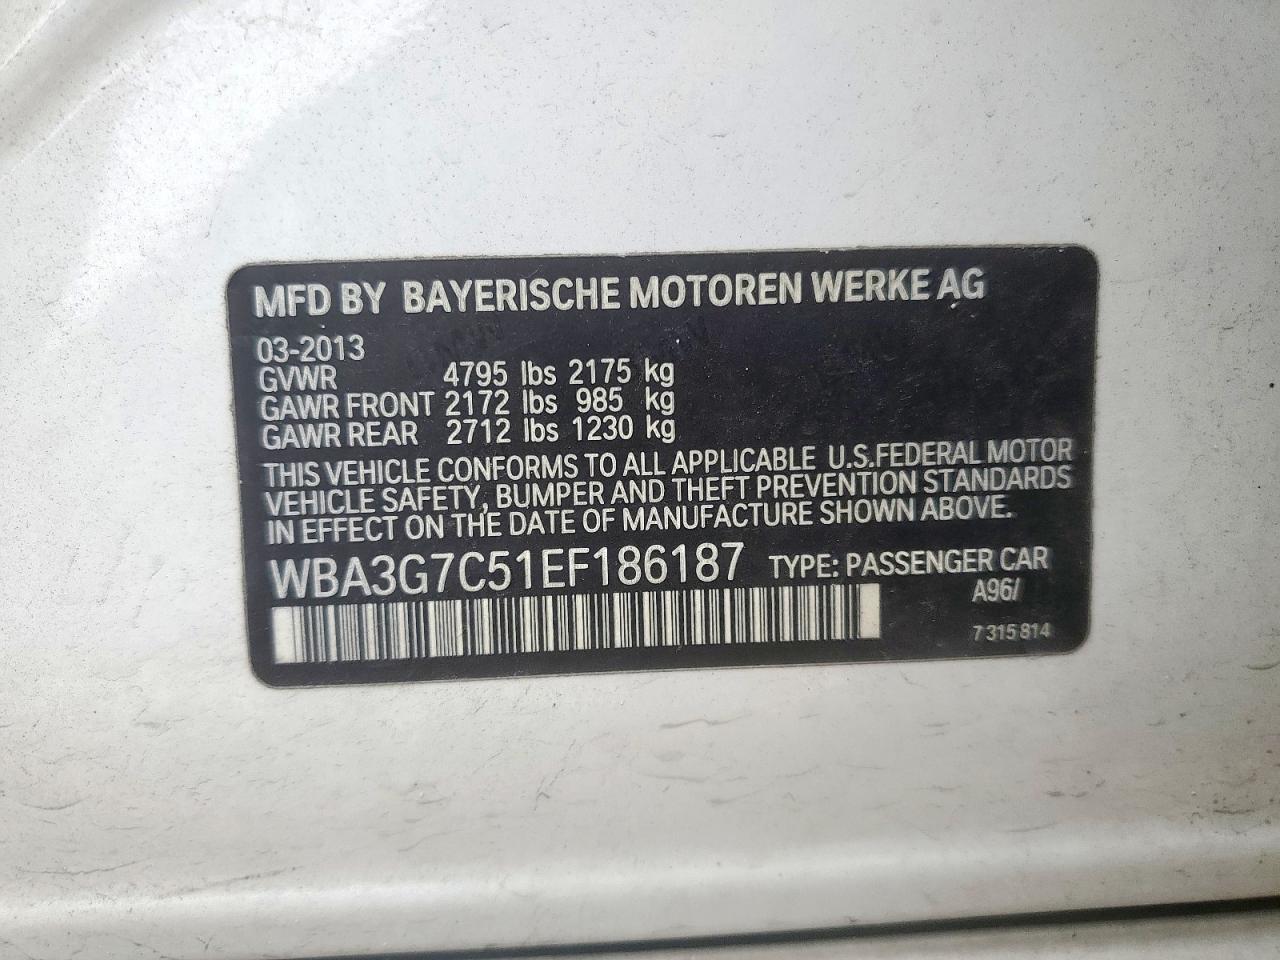 MFD BY BAYERISCHE MOTOREN WERKE AG
03-2013
GVWR 4795 lbs 2175 kg
GAWR FRONT 2172 lbs 985 kg
GAWR REAR 2712 lbs 1230 kg
THIS VEHICLE CONFORMS TO ALL APPLICABLE U.S.FEDERAL MOTOR
VEHICLE SAFETY, BUMPER AND THEFT PREVENTION STANDARDS
IN EFFECT ON THE DATE OF MANUFACTURE SHOWN ABOVE.
WBA3G7C51EF186187 TYPE: PASSENGER CAR
A96/
7 315 814